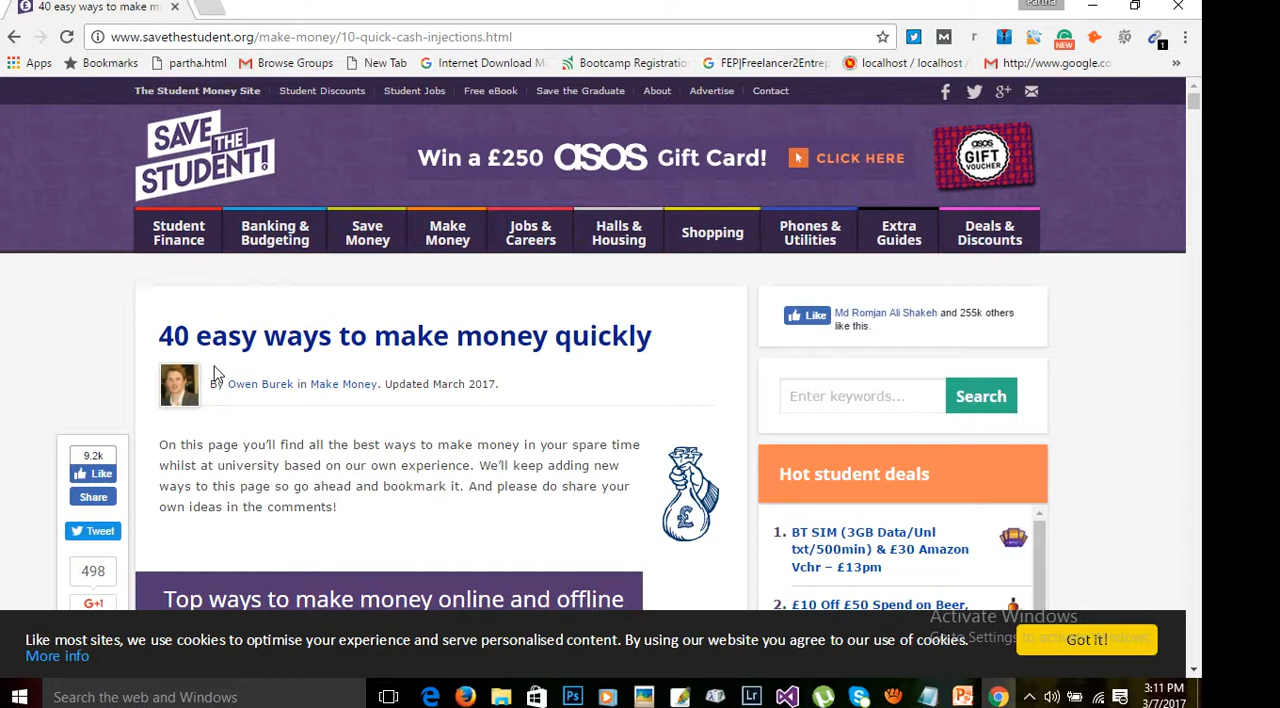 40 easy ways to make m
Partha
www.savethestudent.org/make-money/10-quick-cash-injections.html
Apps Bookmarks partha.html Browse Groups New Tab Internet Download M Bootcamp Registratio FEP|Freelancer2Entrep localhost / localhost / http://www.google.co »
NEW
1
The Student Money Site Student Discounts Student Jobs Free eBook Save the Graduate About Advertise Contact
SAVE THE STUDENT!
Win a £250 asos Gift Card! CLICK HERE
asos GIFT VOUCHER
Student Finance
Banking & Budgeting
Save Money
Make Money
Jobs & Careers
Halls & Housing
Shopping
Phones & Utilities
Extra Guides
Deals & Discounts
40 easy ways to make money quickly
By Owen Burek in Make Money. Updated March 2017.
On this page you'll find all the best ways to make money in your spare time
whilst at university based on our own experience. We'll keep adding new
ways to this page so go ahead and bookmark it. And please do share your
own ideas in the comments!
£
9.2k
Like
Share
Tweet
498
G+1
Top ways to make money online and offline
Like Md Romjan Ali Shakeh and 255k others
like this.
Enter keywords... Search
Hot student deals
1. BT SIM (3GB Data/Unl
txt/500min) & £30 Amazon
Vchr – £13pm
2. £10 Off £50 Spend on Beer,
Like most sites, we use cookies to optimise your experience and serve personalised content. By using our website you agree to our use of cookies.
More info
Got it!
Activate Windows
Go to Settings to activate Windows.
Search the web and Windows
3:11 PM
3/7/2017